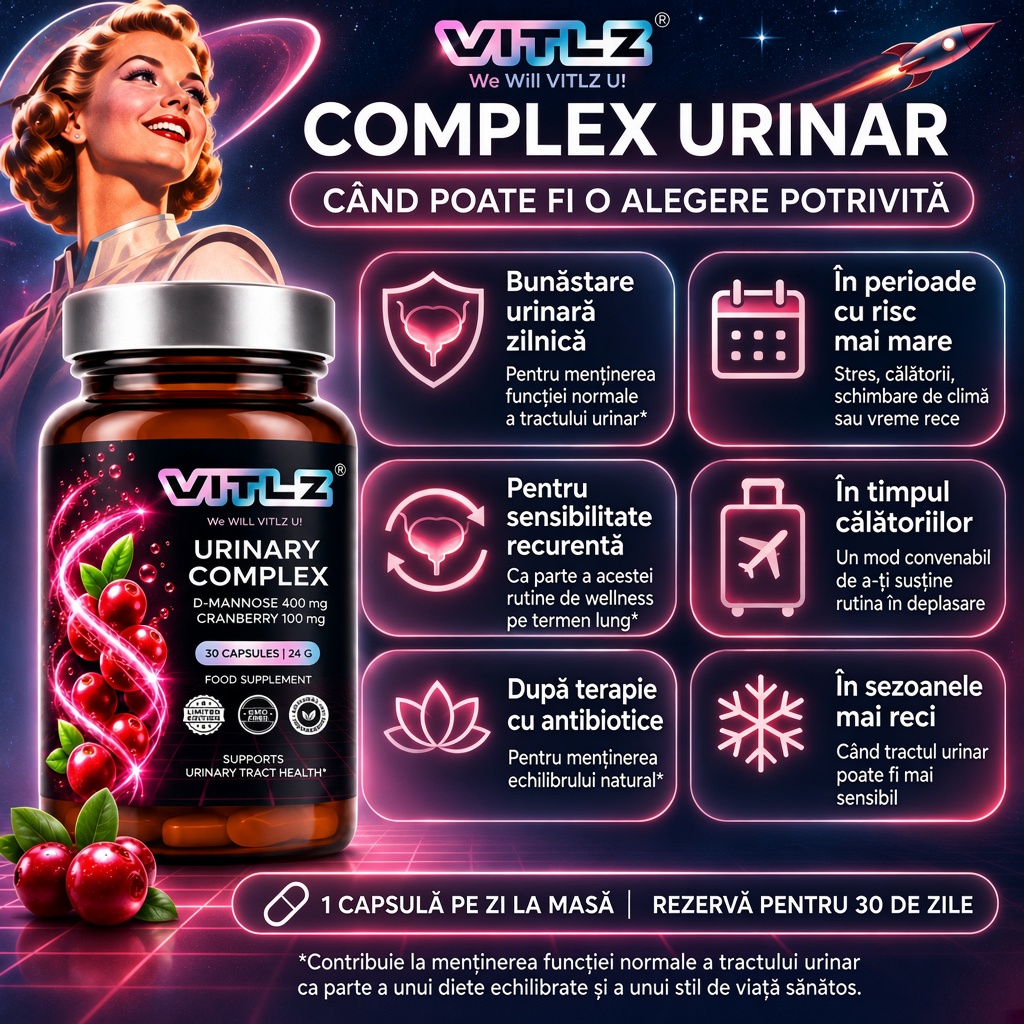 VITLZ®
We Will VITLZ U!
COMPLEX URINAR
CÂND POATE FI O ALEGERE POTRIVITĂ
Bunăstare
urinară
zilnică
Pentru menținerea
funcției normale
a tractului urinar*
În perioade
cu risc
mai mare
Stres, călătorii,
schimbare de climă
sau vreme rece
Pentru
sensibilitate
recurentă
Ca parte a acestei
rutine de wellness
pe termen lung*
În timpul
călătoriilor
Un mod convenabil
de a-ți susține
rutina în deplasare
După terapie
cu antibiotice
Pentru menținerea
echilibrului natural*
În sezoanele
mai reci
Când tractul urinar
poate fi mai
sensibil
VITLZ®
We WILL VITLZ U!
URINARY
COMPLEX
D-MANNOSE 400 mg
CRANBERRY 100 mg
30 CAPSULES | 24 G
FOOD SUPPLEMENT
LIMITED
EDITION
GMO
FREE
SUPPORTS
URINARY TRACT HEALTH*
1 CAPSULĂ PE ZI LA MASĂ | REZERVĂ PENTRU 30 DE ZILE
*Contribuie la menținerea funcției normale a tractului urinar
ca parte a unui diete echilibrate și a unui stil de viață sănătos.